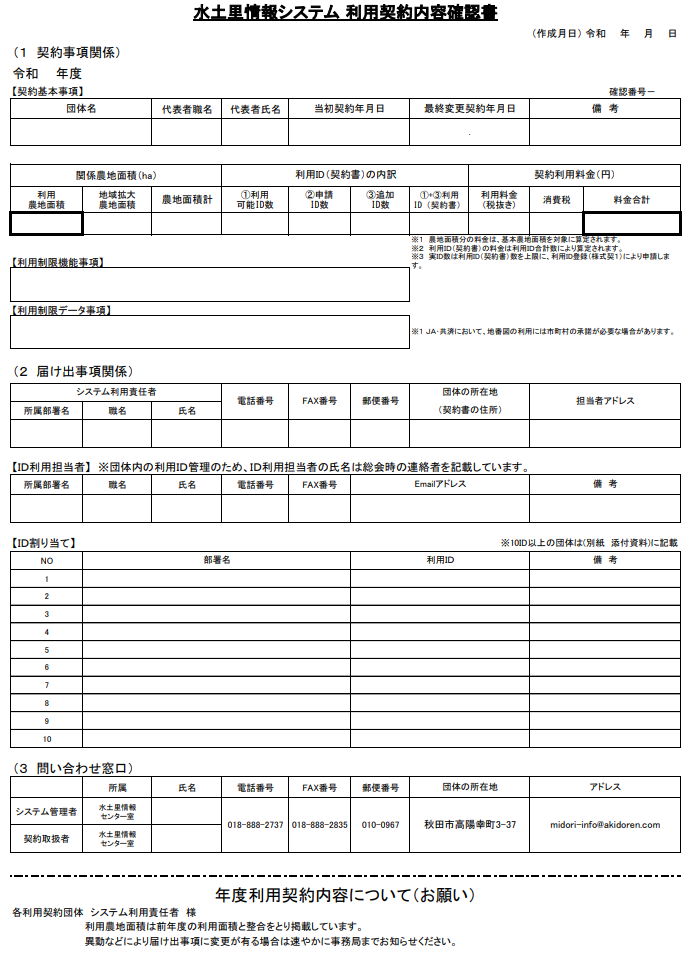 水土里情報システム 利用契約内容確認書
（作成月日） 令和　年　月　日
（１ 契約事項関係）
令和　年度
【契約基本事項】　確認番号－
団体名　代表者職名　代表者氏名　当初契約年月日　最終変更契約年月日　備 考
関係農地面積（ha）　利用ID（契約書）の内訳　契約利用料金（円）
利用　地域拡大　農地面積計　①利用　②申請　③追加　①+③利用　利用料金　消費税　料金合計
農地面積　農地面積　可能ID数　ID数　ID数　ID（契約書）　（税抜き）
※１ 農地面積分の料金は、基本農地面積を対象に算定されます。
※２ 利用ID（契約書）の料金は利用ID合計数により算定されます。
※３ 実ID数は利用ID（契約書）数を上限に、利用ID登録（様式契１）により申請しま
す。
【利用制限機能事項】
【利用制限データ事項】
※１ JA・共済において、地番図の利用には市町村の承諾が必要な場合があります。
（２ 届け出事項関係）
システム利用責任者　電話番号　FAX番号　郵便番号　団体の所在地　担当者アドレス
所属部署名　職名　氏名　（契約書の住所）
【ID利用担当者】 ※団体内の利用ID管理のため、ID利用担当者の氏名は総会時の連絡者を記載しています。
所属部署名　職名　氏名　電話番号　FAX番号　Emailアドレス　備 考
【ID割り当て】　※10ID以上の団体は（別紙　添付資料）に記載
NO　部署名　利用ID　備 考
1
2
3
4
5
6
7
8
9
10
（３ 問い合わせ窓口）
所属　氏名　電話番号　FAX番号　郵便番号　団体の所在地　アドレス
システム管理者　水土里情報
センター室
018-888-2737　018-888-2835　010-0967　秋田市高陽幸町3-37　midori-info@akidoren.com
契約取扱者　水土里情報
センター室
年度利用契約内容について（お願い）
各利用契約団体　システム利用責任者　様
利用農地面積は前年度の利用面積と整合をとり掲載しています。
異動などにより届け出事項に変更が有る場合は速やかに事務局までお知らせください。